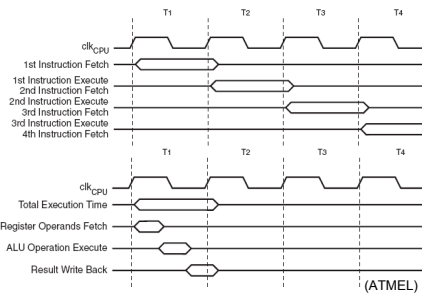 T1 T2 T3 T4
clkCPU
1st Instruction Fetch
1st Instruction Execute
2nd Instruction Fetch
2nd Instruction Execute
3rd Instruction Fetch
3rd Instruction Execute
4th Instruction Fetch
T1 T2 T3 T4
clkCPU
Total Execution Time
Register Operands Fetch
ALU Operation Execute
Result Write Back
(ATMEL)